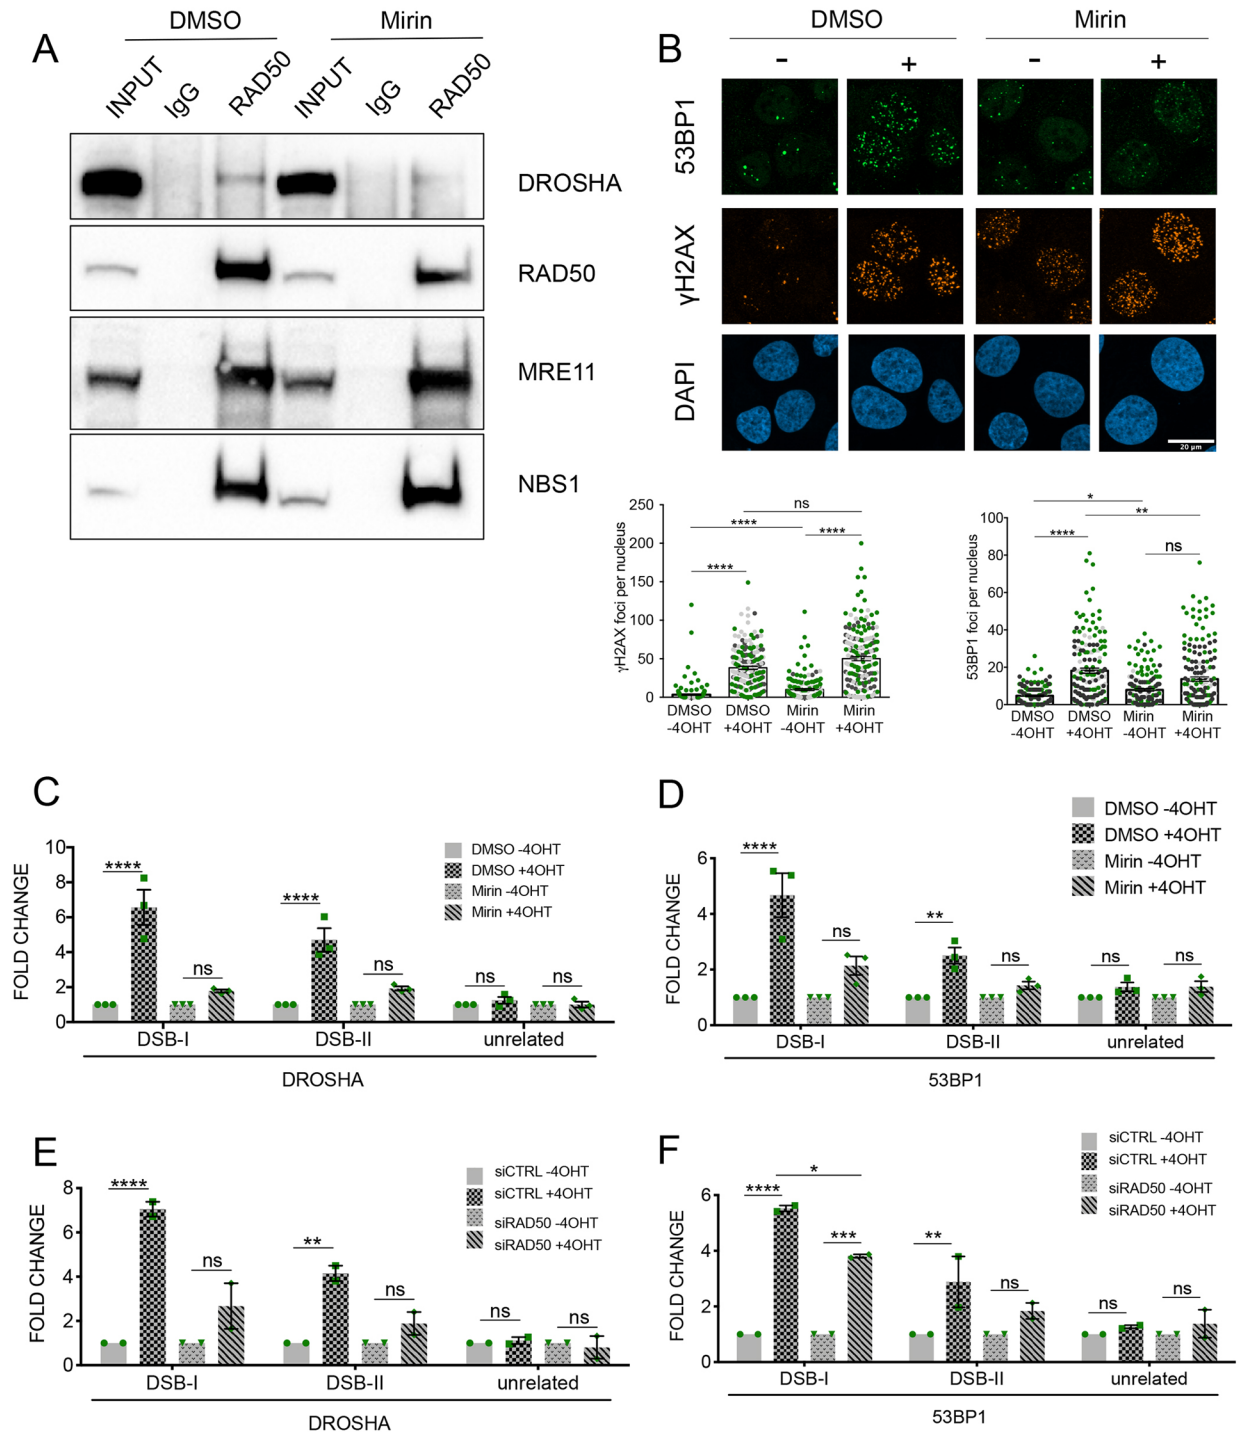 A
DMSO
Mirin
INPUT
IgG
RAD50
INPUT
IgG
RAD50
DROSHA
RAD50
MRE11
NBS1
B
DMSO
Mirin
-
+
-
+
53BP1
γH2AX
DAPI
20 μm
γH2AX foci per nucleus
250
200
150
100
50
0
ns
****
****
****
DMSO
-4OHT
DMSO
+4OHT
Mirin
-4OHT
Mirin
+4OHT
53BP1 foci per nucleus
100
80
60
40
20
0
*
**
****
ns
DMSO
-4OHT
DMSO
+4OHT
Mirin
-4OHT
Mirin
+4OHT
C
FOLD CHANGE
10
8
6
4
2
0
****
ns
****
ns
ns
ns
DMSO -4OHT
DMSO +4OHT
Mirin -4OHT
Mirin +4OHT
DSB-I
DSB-II
unrelated
DROSHA
D
FOLD CHANGE
6
4
2
0
****
ns
**
ns
ns
ns
DMSO -4OHT
DMSO +4OHT
Mirin -4OHT
Mirin +4OHT
DSB-I
DSB-II
unrelated
53BP1
E
FOLD CHANGE
8
6
4
2
0
****
ns
**
ns
ns
ns
siCTRL -4OHT
siCTRL +4OHT
siRAD50 -4OHT
siRAD50 +4OHT
DSB-I
DSB-II
unrelated
DROSHA
F
FOLD CHANGE
6
4
2
0
*
****
***
**
ns
ns
ns
siCTRL -4OHT
siCTRL +4OHT
siRAD50 -4OHT
siRAD50 +4OHT
DSB-I
DSB-II
unrelated
53BP1